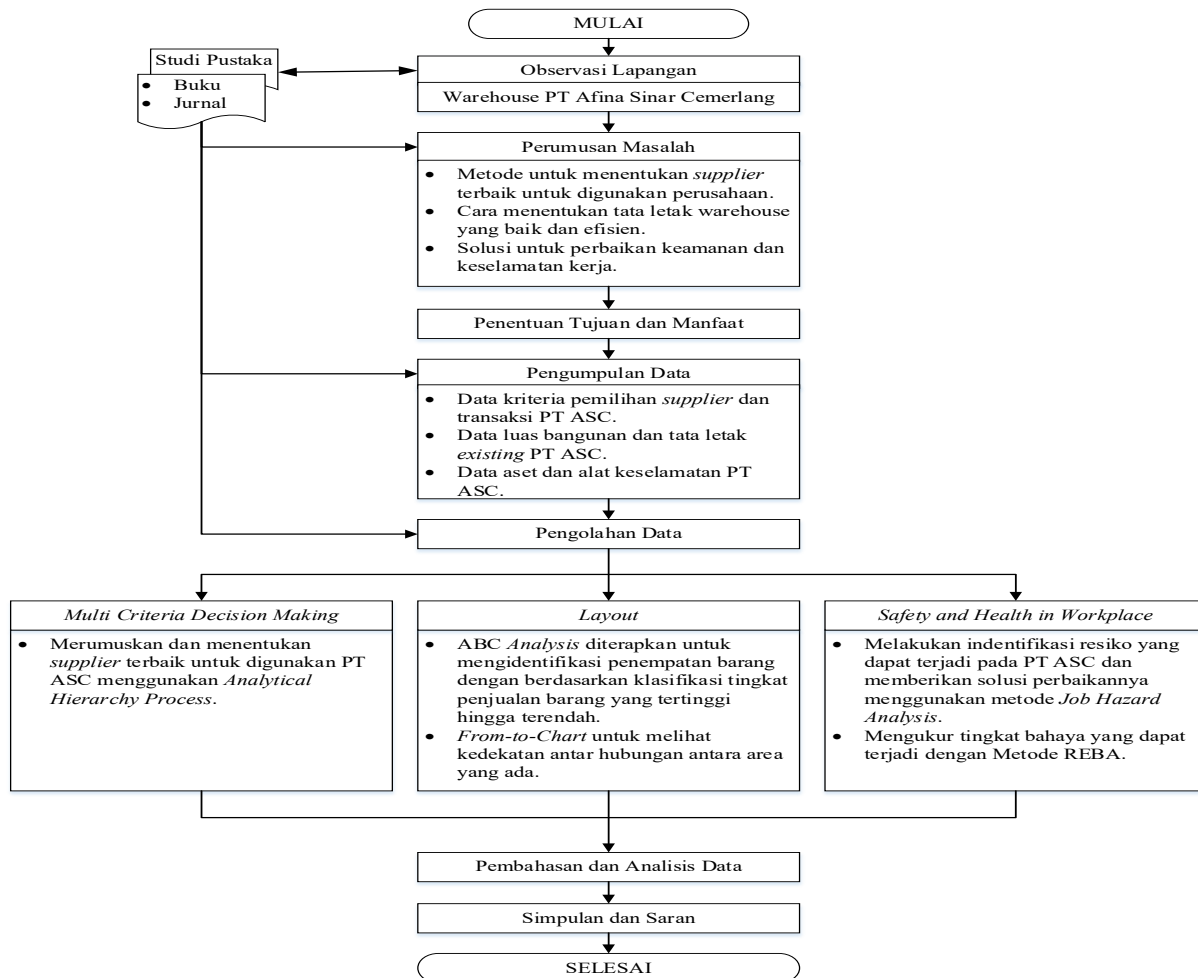 MULAI
Studi Pustaka
• Buku
• Jurnal
Observasi Lapangan
Warehouse PT Afina Sinar Cemerlang
Perumusan Masalah
• Metode untuk menentukan supplier
terbaik untuk digunakan perusahaan.
• Cara menentukan tata letak warehouse
yang baik dan efisien.
• Solusi untuk perbaikan keamanan dan
keselamatan kerja.
Penentuan Tujuan dan Manfaat
Pengumpulan Data
• Data kriteria pemilihan supplier dan
transaksi PT ASC.
• Data luas bangunan dan tata letak
existing PT ASC.
• Data aset dan alat keselamatan PT
ASC.
Pengolahan Data
Multi Criteria Decision Making
• Merumuskan dan menentukan
supplier terbaik untuk digunakan PT
ASC menggunakan Analytical
Hierarchy Process.
Layout
• ABC Analysis diterapkan untuk
mengidentifikasi penempatan barang
dengan berdasarkan klasifikasi tingkat
penjualan barang yang tertinggi
hingga terendah.
• From-to-Chart untuk melihat
kedekatan antar hubungan antara area
yang ada.
Safety and Health in Workplace
• Melakukan indentifikasi resiko yang
dapat terjadi pada PT ASC dan
memberikan solusi perbaikannya
menggunakan metode Job Hazard
Analysis.
• Mengukur tingkat bahaya yang dapat
terjadi dengan Metode REBA.
Pembahasan dan Analisis Data
Simpulan dan Saran
SELESAI